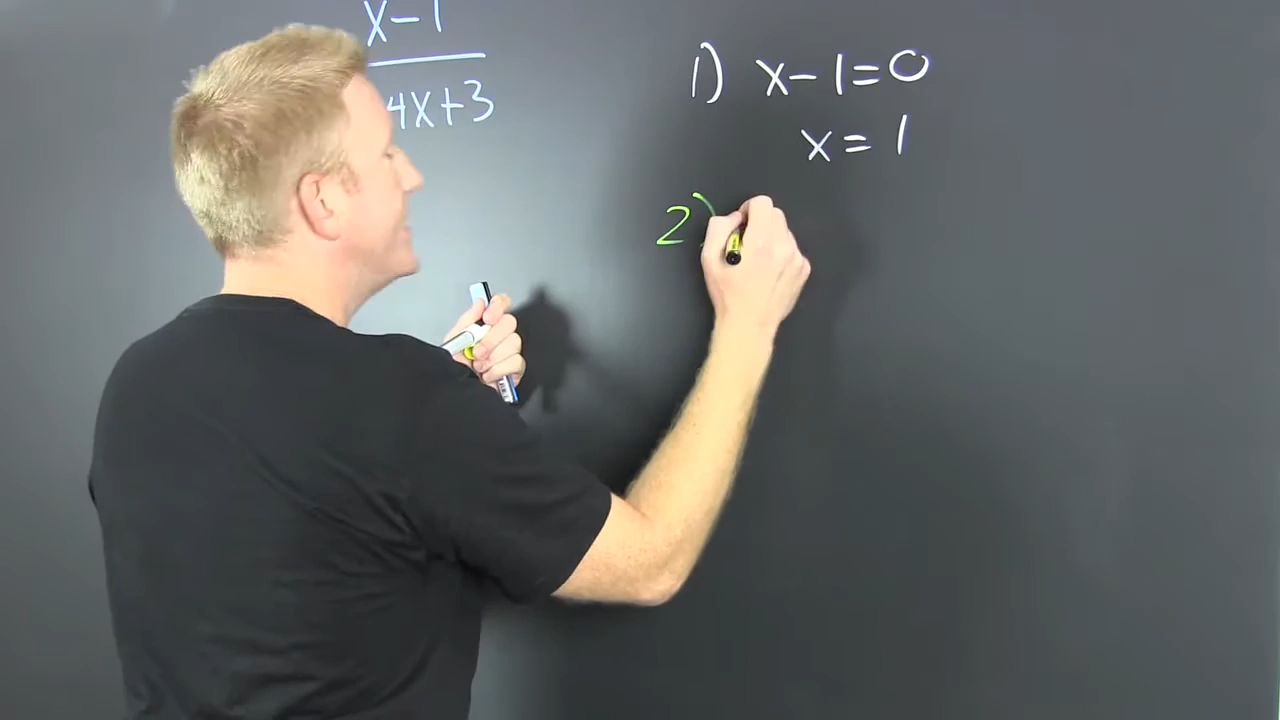 x-1
4x+3
1) x-1=0
x=1
2)